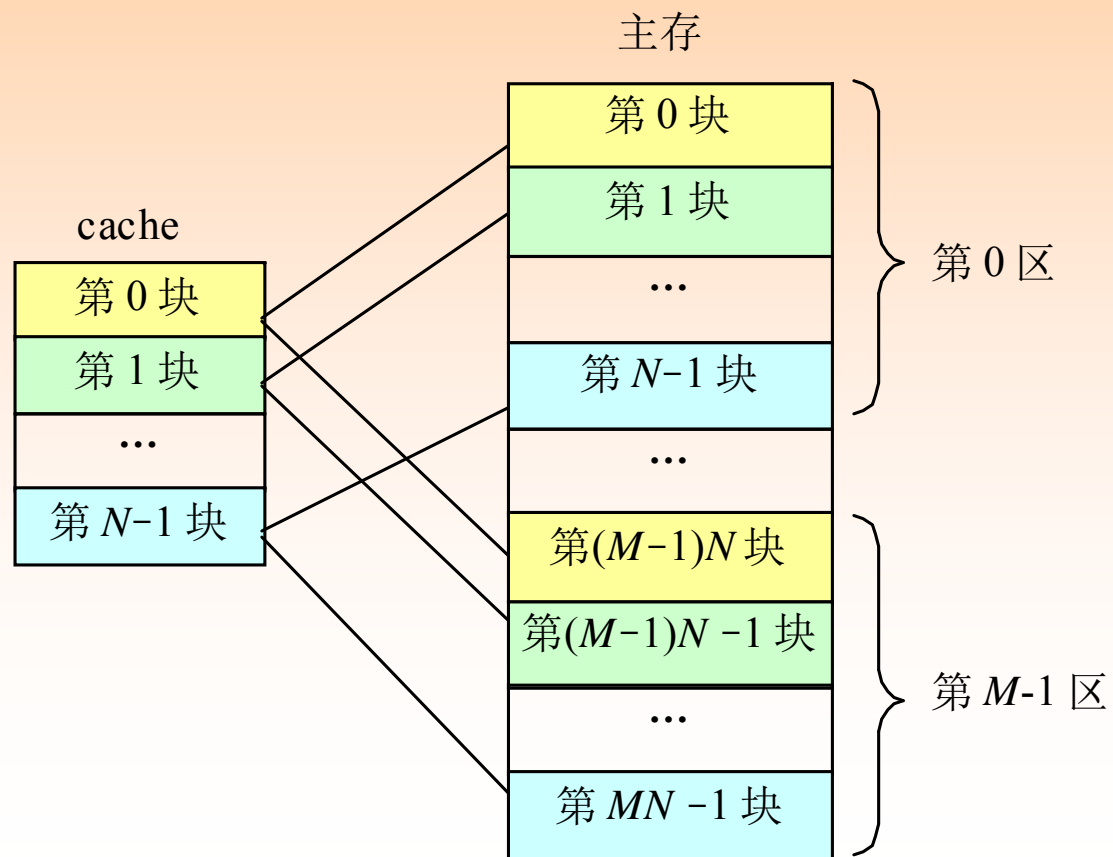 主存
第 0 块
第 1 块
...
第 N-1 块
...
第(M-1)N 块
第(M-1)N -1 块
...
第 MN -1 块
第 0 区
第 M-1 区
cache
第 0 块
第 1 块
...
第 N-1 块